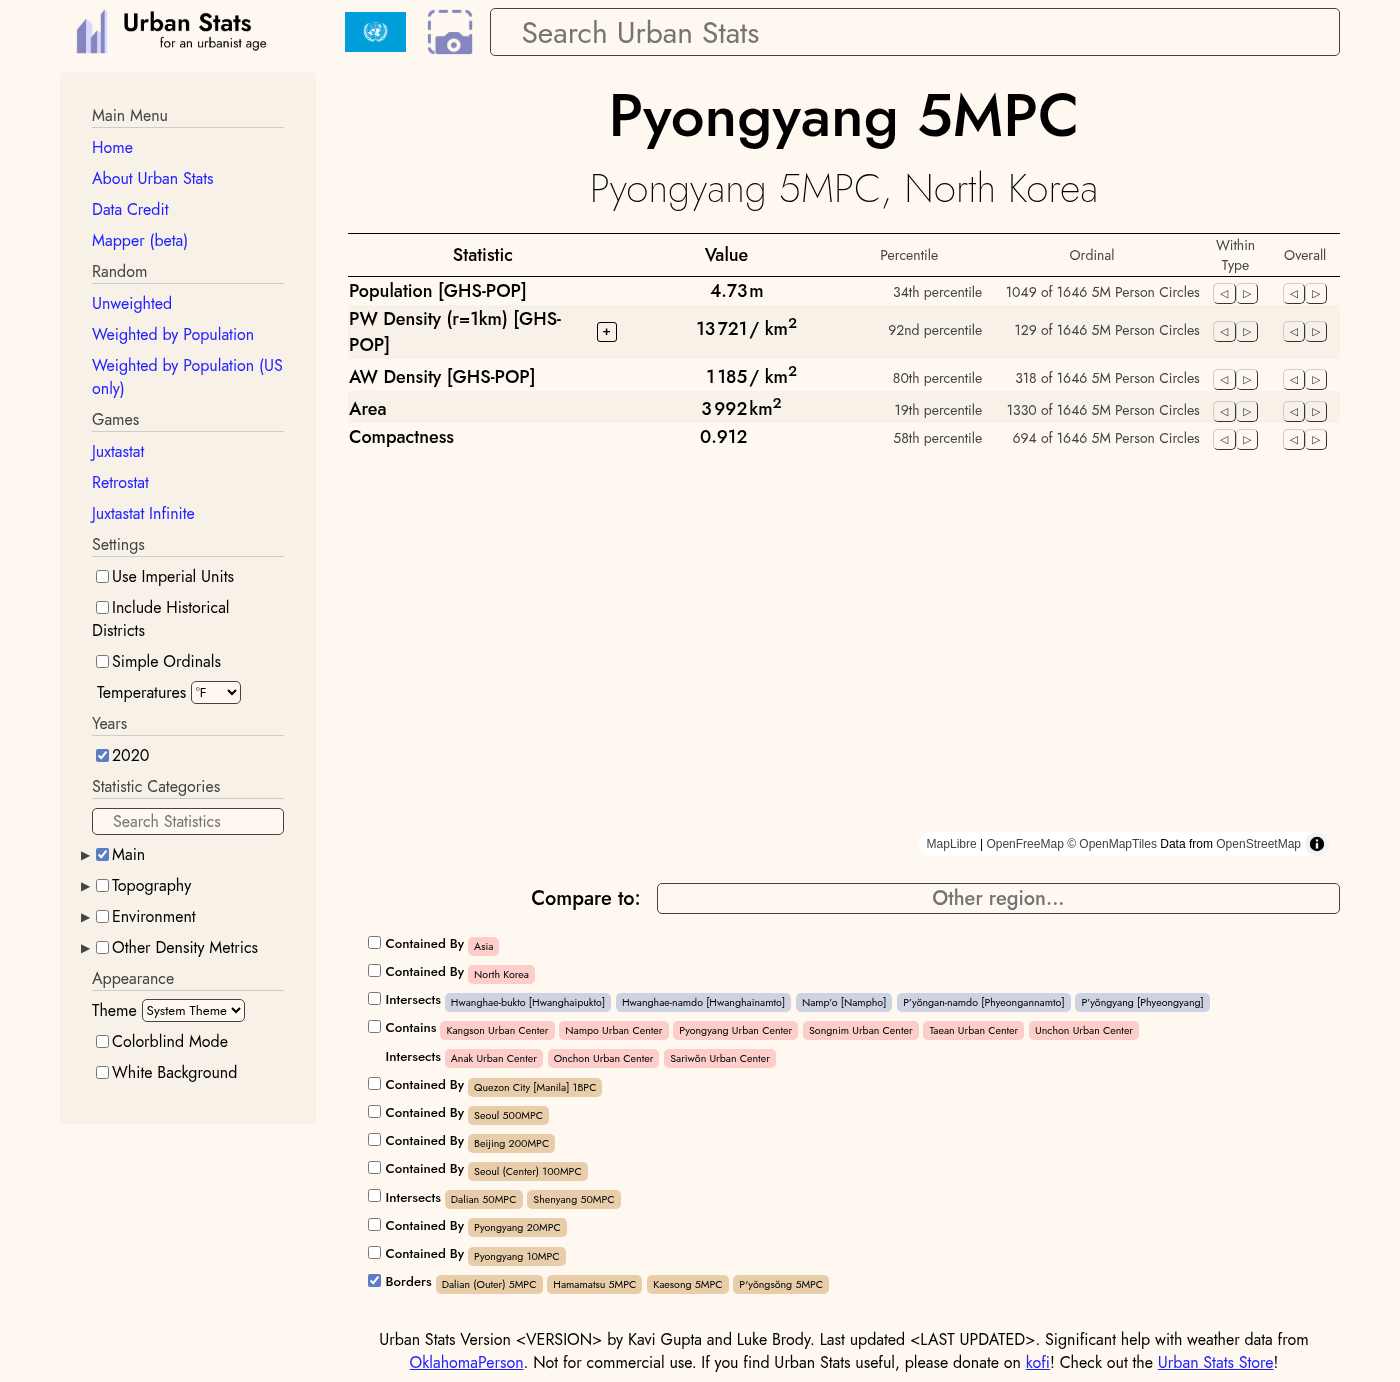 Urban Stats
for an urbanist age
Search Urban Stats
Main Menu
Home
About Urban Stats
Data Credit
Mapper (beta)
Random
Unweighted
Weighted by Population
Weighted by Population (US
only)
Games
Juxtastat
Retrostat
Juxtastat Infinite
Settings
Use Imperial Units
Include Historical
Districts
Simple Ordinals
Temperatures °F
Years
2020
Statistic Categories
Search Statistics
Main
Topography
Environment
Other Density Metrics
Appearance
Theme System Theme
Colorblind Mode
White Background
Pyongyang 5MPC
Pyongyang 5MPC, North Korea
Statistic Value Percentile Ordinal Within Type Overall
Population [GHS-POP] 4.73 m 34th percentile 1049 of 1646 5M Person Circles
PW Density (r=1km) [GHS-POP] + 13 721 / km² 92nd percentile 129 of 1646 5M Person Circles
AW Density [GHS-POP] 1 185 / km² 80th percentile 318 of 1646 5M Person Circles
Area 3 992 km² 19th percentile 1330 of 1646 5M Person Circles
Compactness 0.912 58th percentile 694 of 1646 5M Person Circles
MapLibre | OpenFreeMap © OpenMapTiles Data from OpenStreetMap
Compare to: Other region...
Contained By Asia
Contained By North Korea
Intersects Hwanghae-bukto [Hwanghaipukto] Hwanghae-namdo [Hwanghainamto] Namp'o [Nampho] P'yŏngan-namdo [Phyeongannamto] P'yŏngyang [Phyeongyang]
Contains Kangson Urban Center Nampo Urban Center Pyongyang Urban Center Songnim Urban Center Taean Urban Center Unchon Urban Center
Intersects Anak Urban Center Onchon Urban Center Sariwŏn Urban Center
Contained By Quezon City [Manila] 1BPC
Contained By Seoul 500MPC
Contained By Beijing 200MPC
Contained By Seoul (Center) 100MPC
Intersects Dalian 50MPC Shenyang 50MPC
Contained By Pyongyang 20MPC
Contained By Pyongyang 10MPC
Borders Dalian (Outer) 5MPC Hamamatsu 5MPC Kaesong 5MPC P'yŏngsŏng 5MPC
Urban Stats Version <VERSION> by Kavi Gupta and Luke Brody. Last updated <LAST UPDATED>. Significant help with weather data from
OklahomaPerson. Not for commercial use. If you find Urban Stats useful, please donate on kofi! Check out the Urban Stats Store!